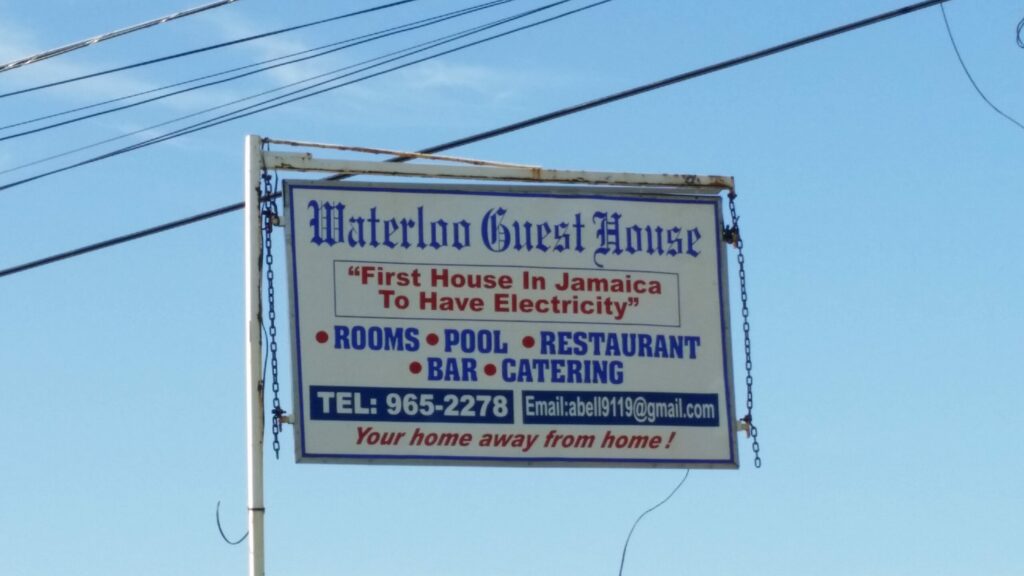 Waterloo Guest House
"First House In Jamaica
To Have Electricity"
• ROOMS • POOL • RESTAURANT
• BAR • CATERING
TEL: 965-2278 Email:abell9119@gmail.com
Your home away from home!